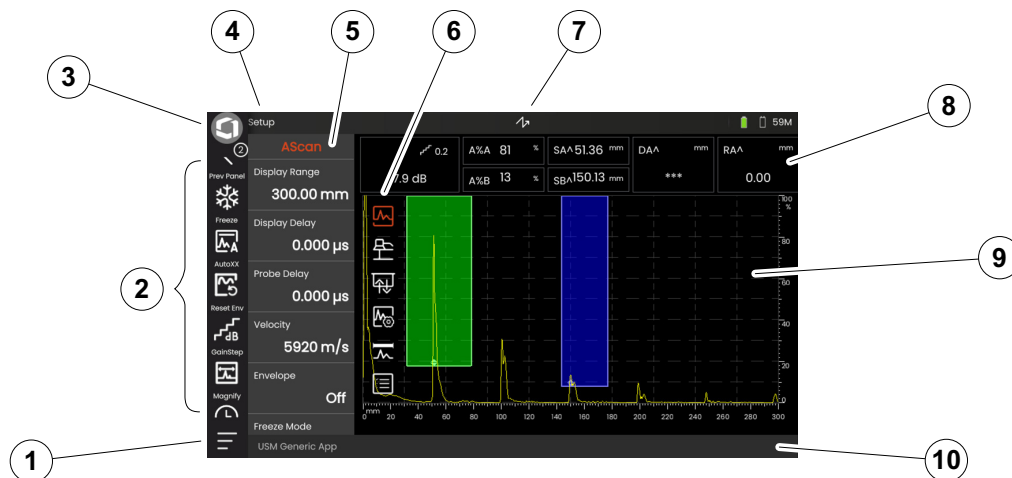 4
5
6
7
3
8
Setup
59M
2
AScan
0.2
7.9 dB
A%A 81 %
A%B 13 %
SA^ 51.36 mm
SB^ 150.13 mm
DA^ mm
***
RA^ mm
0.00
Prev Panel
Freeze
AutoXX
Reset Env
dB
GainStep
Magnify
Display Range
300.00 mm
Display Delay
0.000 µs
Probe Delay
0.000 µs
Velocity
5920 m/s
Envelope
Off
Freeze Mode
100
%
80
60
40
20
0
0 mm 20 40 60 80 100 120 140 160 180 200 220 240 260 280 300
USM Generic App
2
9
1
10